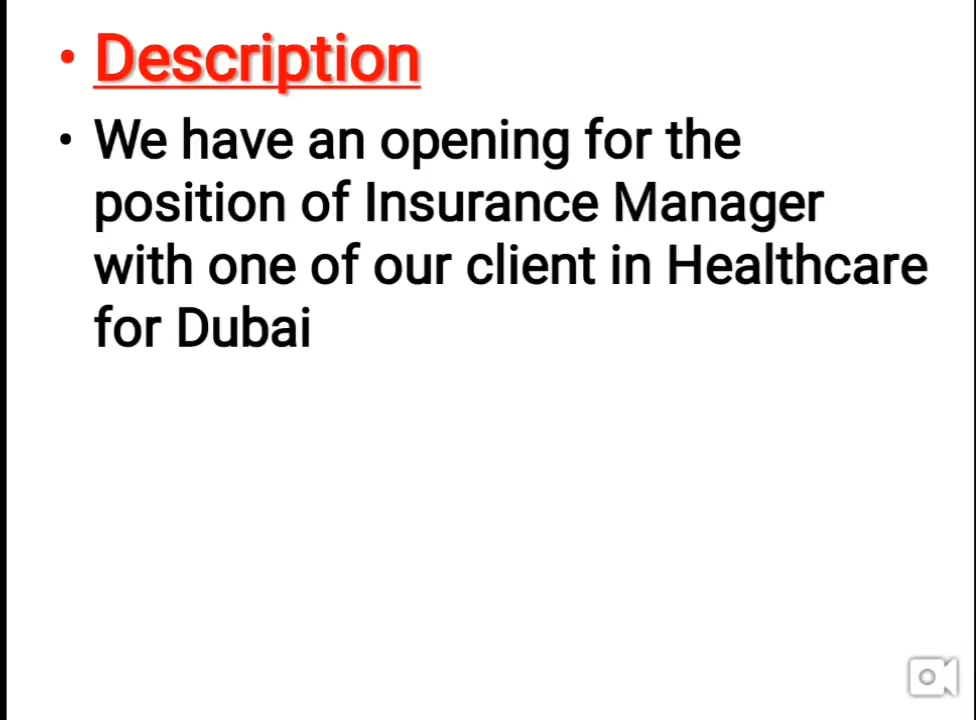 • Description
• We have an opening for the
position of Insurance Manager
with one of our client in Healthcare
for Dubai